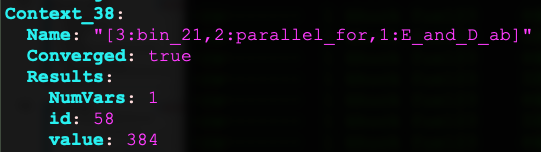 Context_38:
Name: "[3:bin_21,2:parallel_for,1:E_and_D_ab]"
Converged: true
Results:
NumVars: 1
id: 58
value: 384